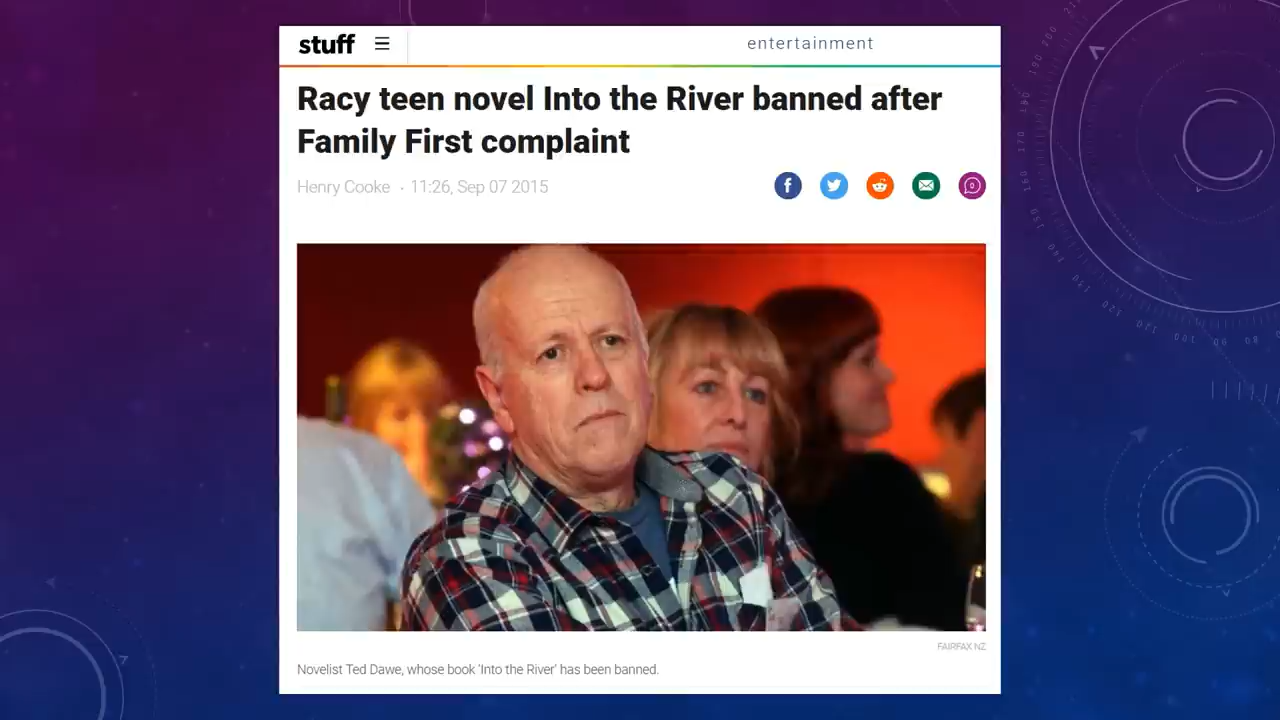 stuff
entertainment
Racy teen novel Into the River banned after
Family First complaint
Henry Cooke · 11:26, Sep 07 2015
0
FAIRFAX NZ
Novelist Ted Dawe, whose book 'Into the River' has been banned.